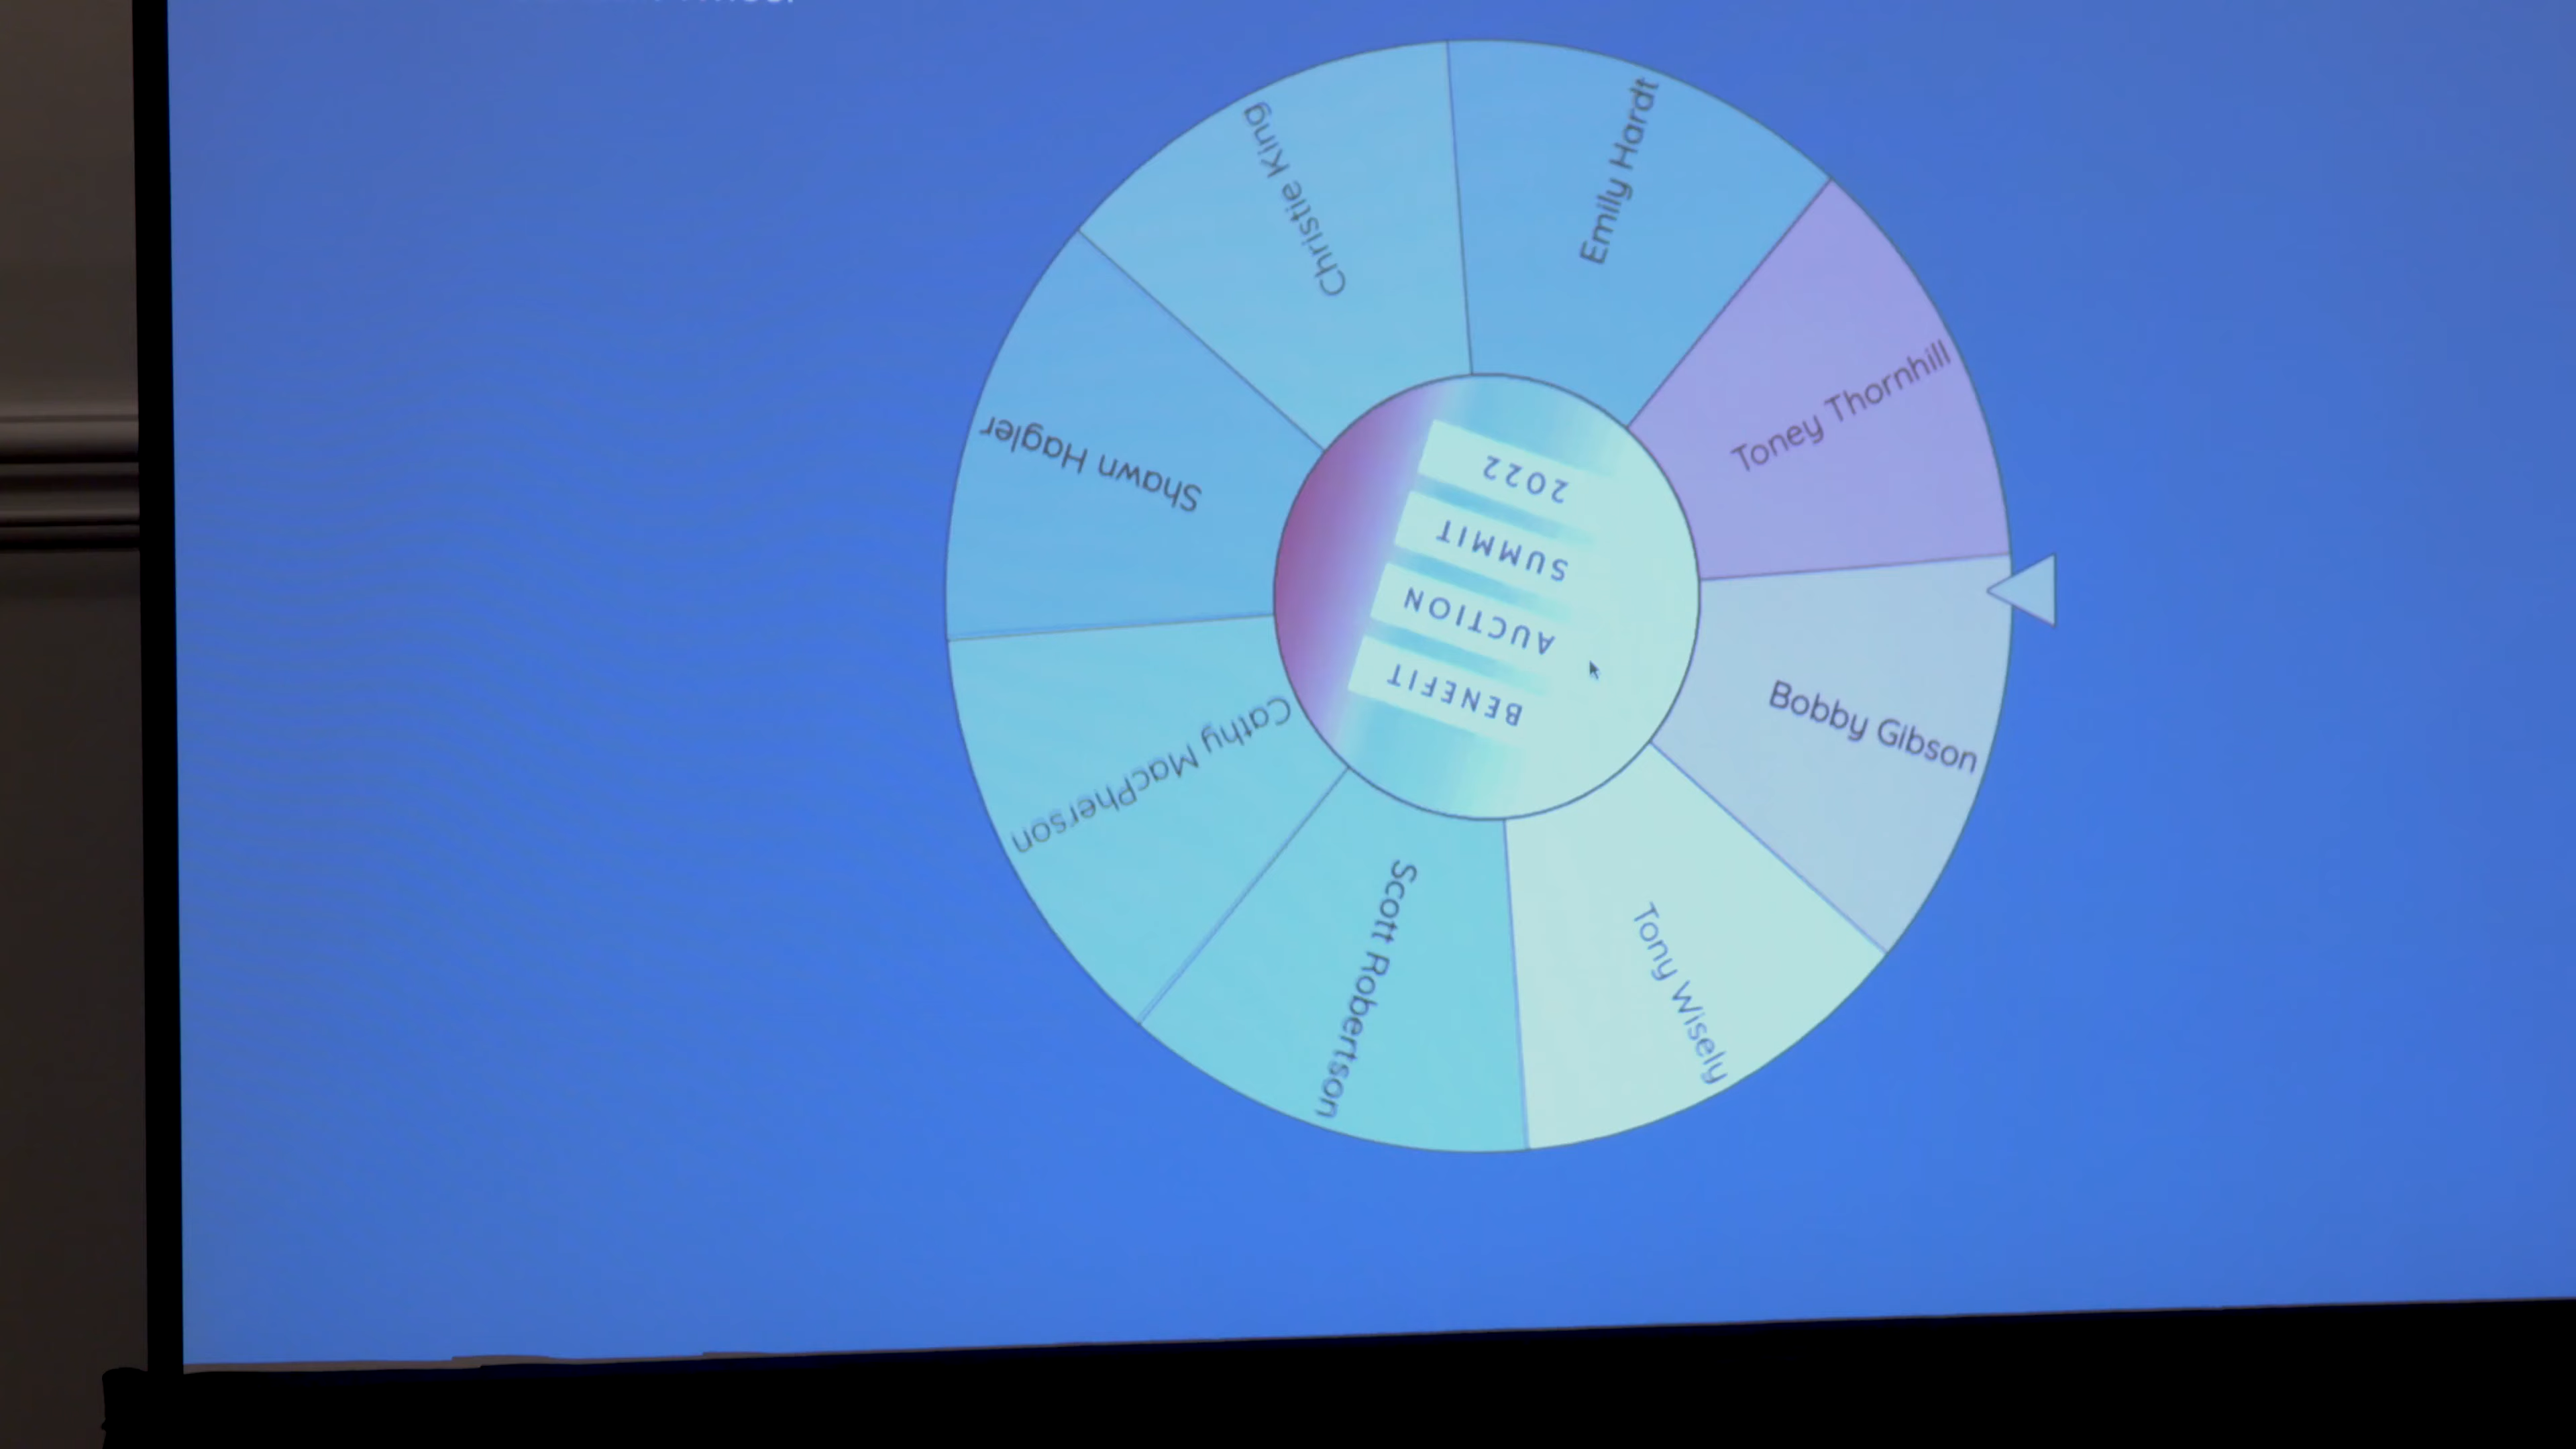 Emily Hardt
Toney Thornhill
Bobby Gibson
Tony Wisely
Scott Robertson
Cathy MacPherson
Shawn Hagler
Christie King
BENEFIT
AUCTION
SUMMIT
2022